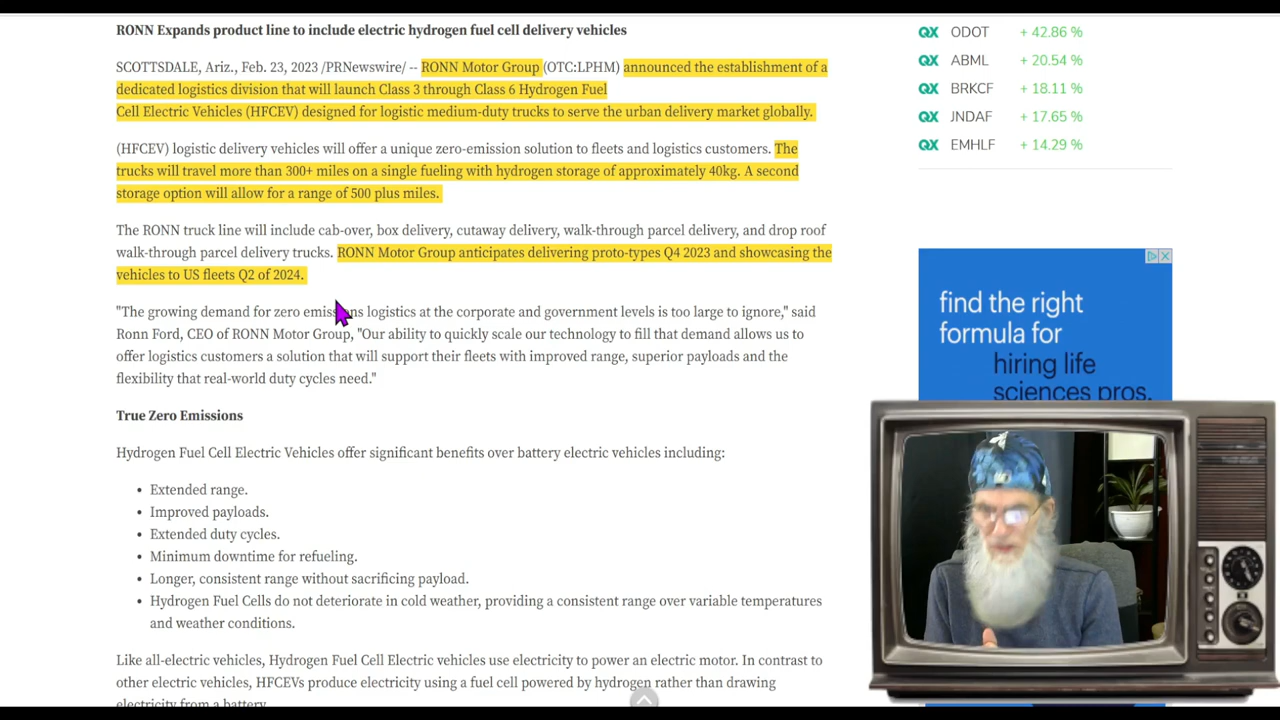 RONN Expands product line to include electric hydrogen fuel cell delivery vehicles
SCOTTSDALE, Ariz., Feb. 23, 2023 /PRNewswire/ -- RONN Motor Group (OTC:LPHM) announced the establishment of a
dedicated logistics division that will launch Class 3 through Class 6 Hydrogen Fuel
Cell Electric Vehicles (HFCEV) designed for logistic medium-duty trucks to serve the urban delivery market globally.
(HFCEV) logistic delivery vehicles will offer a unique zero-emission solution to fleets and logistics customers. The
trucks will travel more than 300+ miles on a single fueling with hydrogen storage of approximately 40kg. A second
storage option will allow for a range of 500 plus miles.
The RONN truck line will include cab-over, box delivery, cutaway delivery, walk-through parcel delivery, and drop roof
walk-through parcel delivery trucks. RONN Motor Group anticipates delivering proto-types Q4 2023 and showcasing the
vehicles to US fleets Q2 of 2024.
"The growing demand for zero emissions logistics at the corporate and government levels is too large to ignore," said
Ronn Ford, CEO of RONN Motor Group, "Our ability to quickly scale our technology to fill that demand allows us to
offer logistics customers a solution that will support their fleets with improved range, superior payloads and the
flexibility that real-world duty cycles need."
True Zero Emissions
Hydrogen Fuel Cell Electric Vehicles offer significant benefits over battery electric vehicles including:
• Extended range.
• Improved payloads.
• Extended duty cycles.
• Minimum downtime for refueling.
• Longer, consistent range without sacrificing payload.
• Hydrogen Fuel Cells do not deteriorate in cold weather, providing a consistent range over variable temperatures
and weather conditions.
Like all-electric vehicles, Hydrogen Fuel Cell Electric vehicles use electricity to power an electric motor. In contrast to
other electric vehicles, HFCEVs produce electricity using a fuel cell powered by hydrogen rather than drawing
electricity from a battery.
QX ODOT + 42.86 %
QX ABML + 20.54 %
QX BRKCF + 18.11 %
QX JNDAF + 17.65 %
QX EMHLF + 14.29 %
find the right
formula for
hiring life
sciences pros.